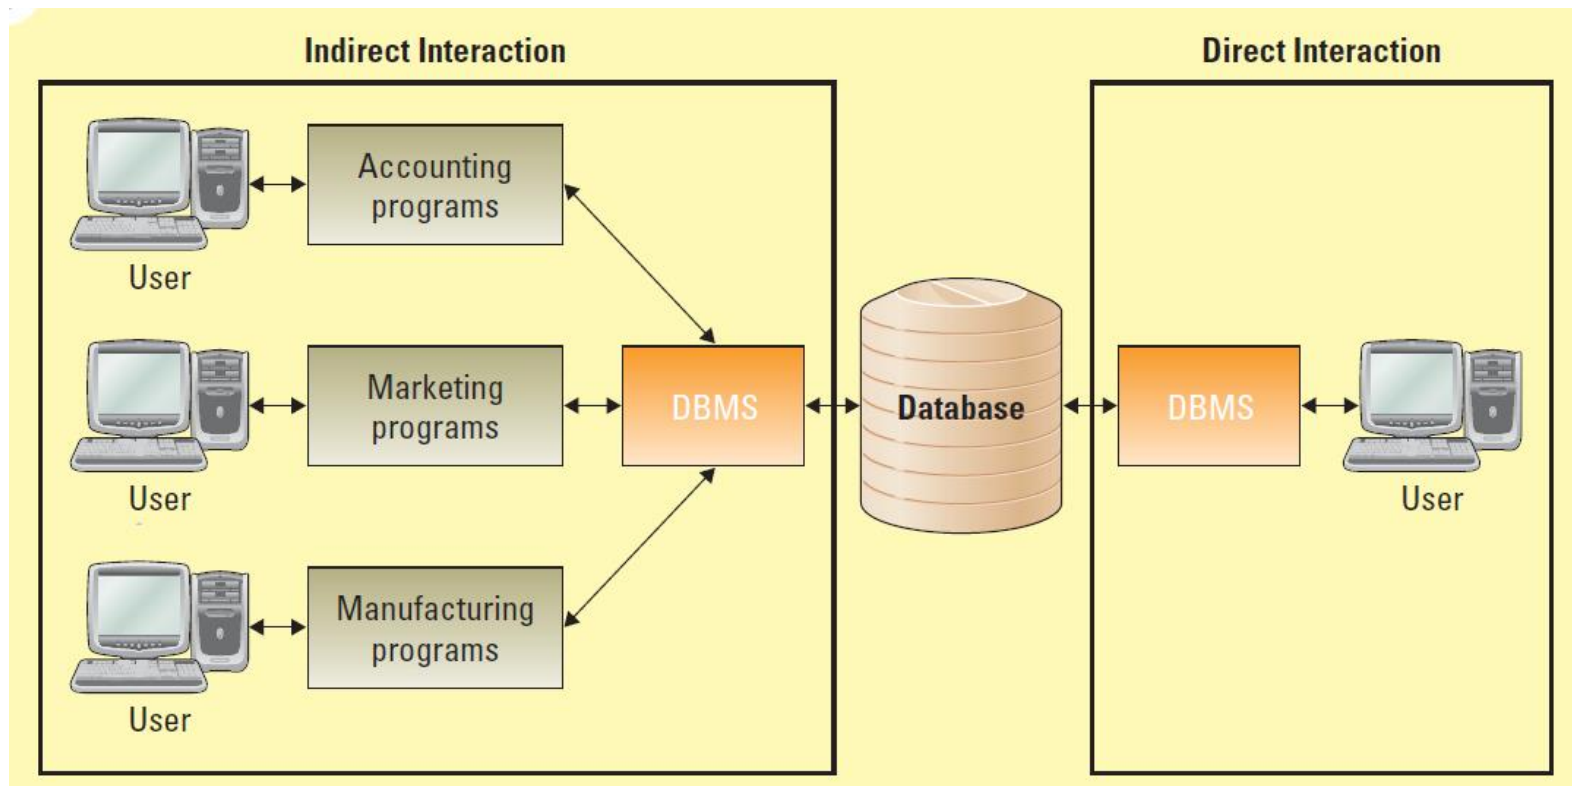 Indirect Interaction
Direct Interaction
Accounting
programs
User
Marketing
programs
User
DBMS
Database
DBMS
User
Manufacturing
programs
User